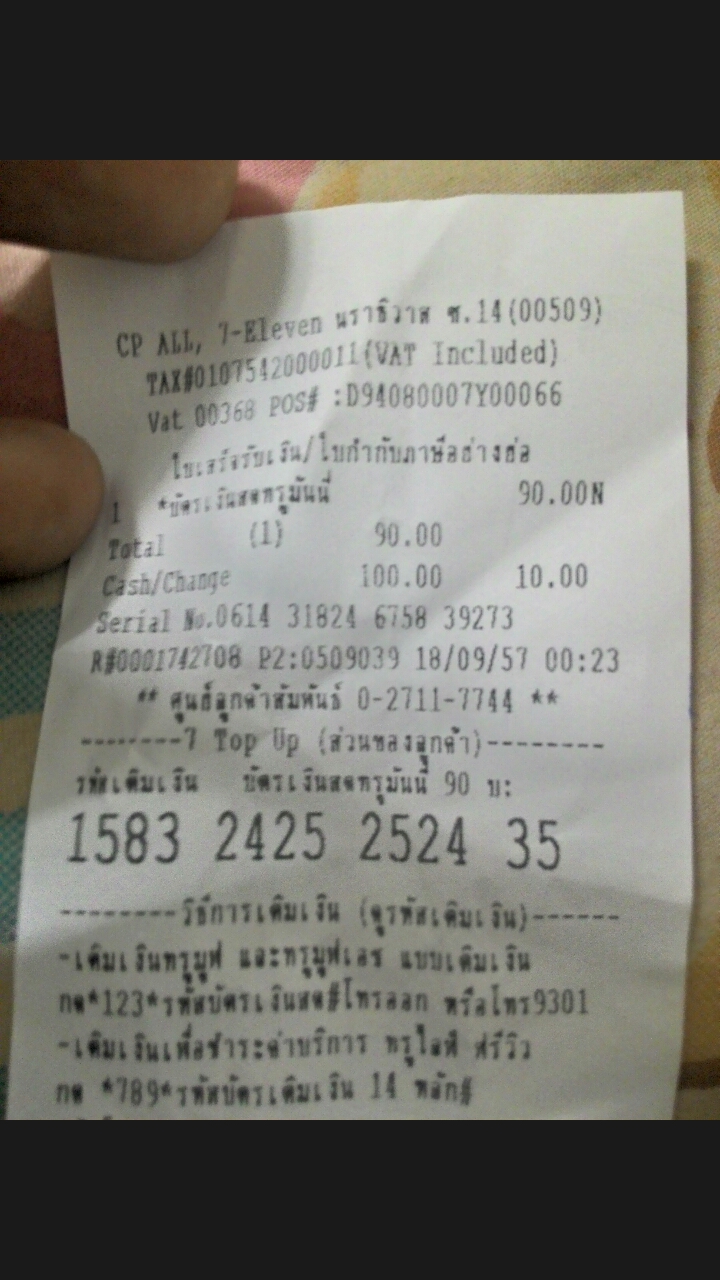 CP ALL, 7-Eleven นราธิวาส ซ.14(00509)
TAX#0107542000011(VAT Included)
Vat 00368 POS# :D94080007Y00066
ใบเสร็จรับเงิน/ใบกำกับภาษีอย่างย่อ
1 *บัตรเงินสดทรูมันนี่ 90.00N
Total (1) 90.00
Cash/Change 100.00 10.00
Serial No.0614 31824 6758 39273
R#0001742708 P2:0509039 18/09/57 00:23
** ศูนย์ลูกค้าสัมพันธ์ 0-2711-7744 **
--------7 Top Up (ส่วนของลูกค้า)--------
รหัสเติมเงิน บัตรเงินสดทรูมันนี่ 90 บ:
1583 2425 2524 35
--------วิธีการเติมเงิน (ดูรหัสเติมเงิน)------
-เติมเงินทรูมูฟ และทรูมูฟเอช แบบเติมเงิน
กด*123*รหัสบัตรเงินสด#โทรออก หรือโทร9301
-เติมเงินเพื่อชำระค่าบริการ ทรูไลฟ์ ฟรีวิว
กด *789*รหัสบัตรเติมเงิน 14 หลัก#